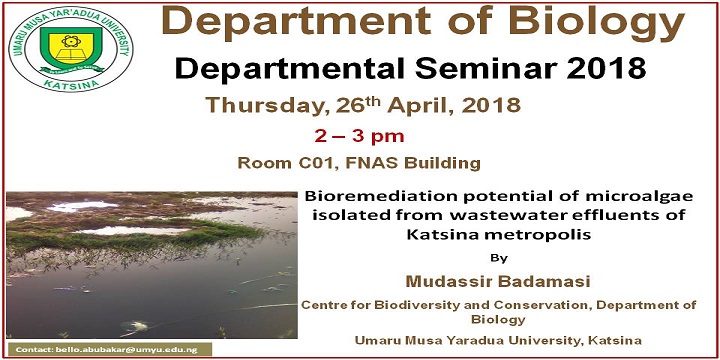 UMARU MUSA YAR'ADUA UNIVERSITY
KATSINA
Department of Biology
Departmental Seminar 2018
Thursday, 26th April, 2018
2 – 3 pm
Room C01, FNAS Building
Bioremediation potential of microalgae
isolated from wastewater effluents of
Katsina metropolis
By
Mudassir Badamasi
Centre for Biodiversity and Conservation, Department of
Biology
Umaru Musa Yaradua University, Katsina
Contact: bello.abubakar@umyu.edu.ng